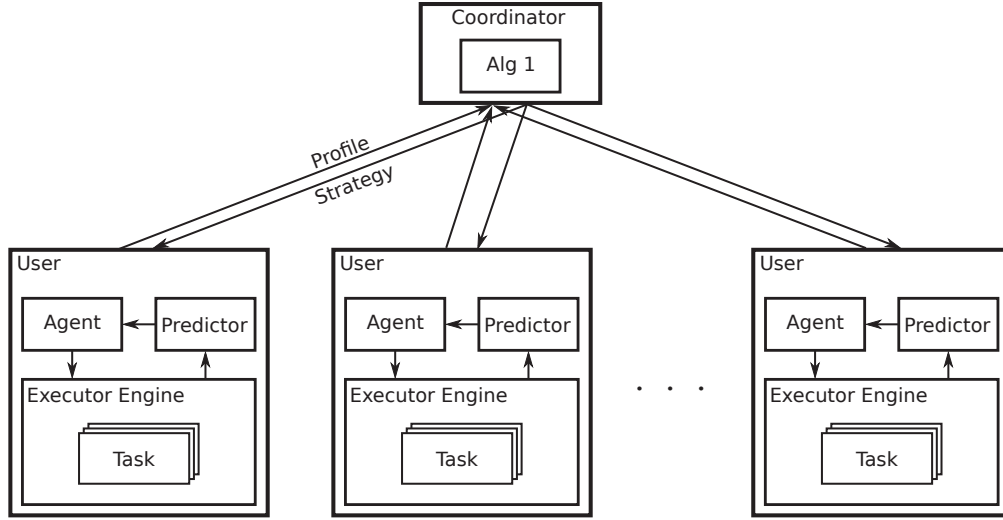 Coordinator
Alg 1
Profile
Strategy
User
Agent
Predictor
Executor Engine
Task
User
Agent
Predictor
Executor Engine
Task
. . .
User
Agent
Predictor
Executor Engine
Task